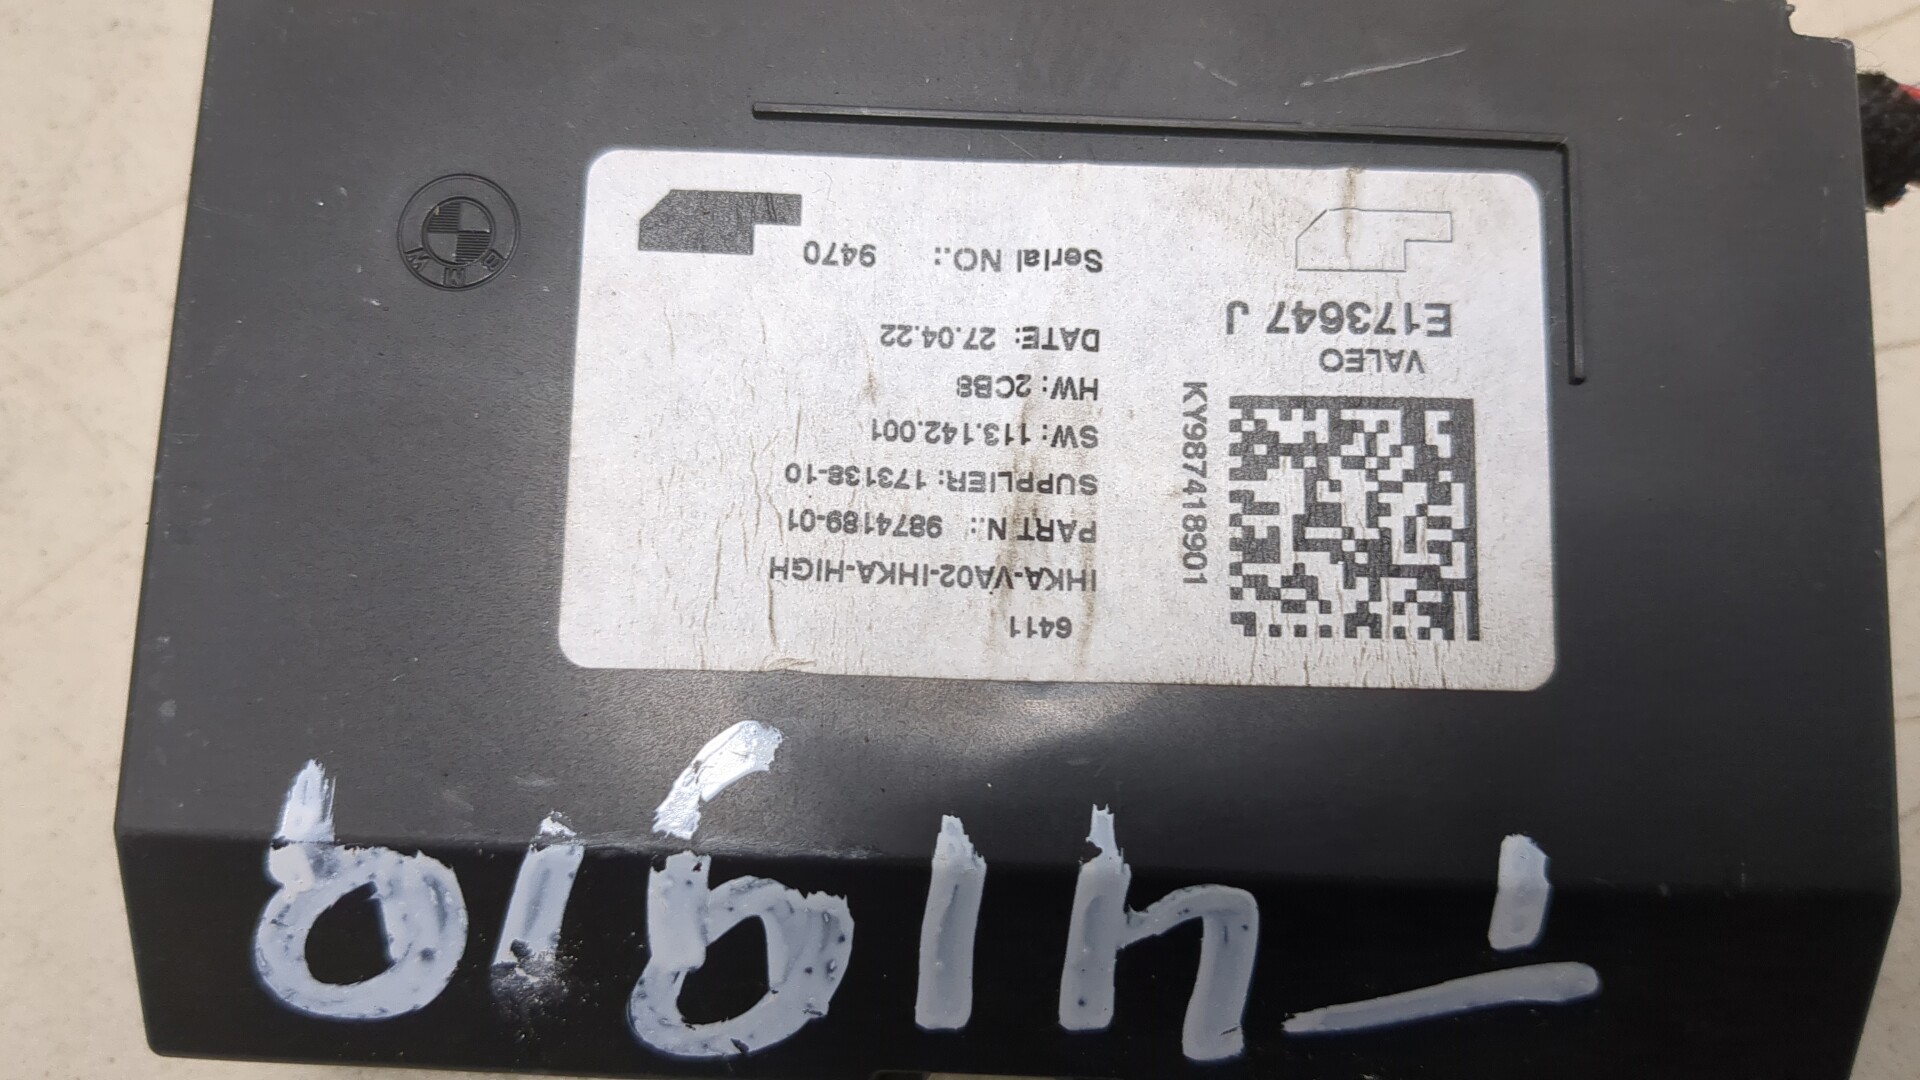 T41919
6411
IHKA-VA02-IHKA-HIGH
PART N.: 9874189-01
SUPPLIER: 173138-10
SW: 113.142.001
HW: 2CB8
DATE: 27.04.22
Serial NO.: 9470
KY987418901
VALEO
E173647 J
BMW